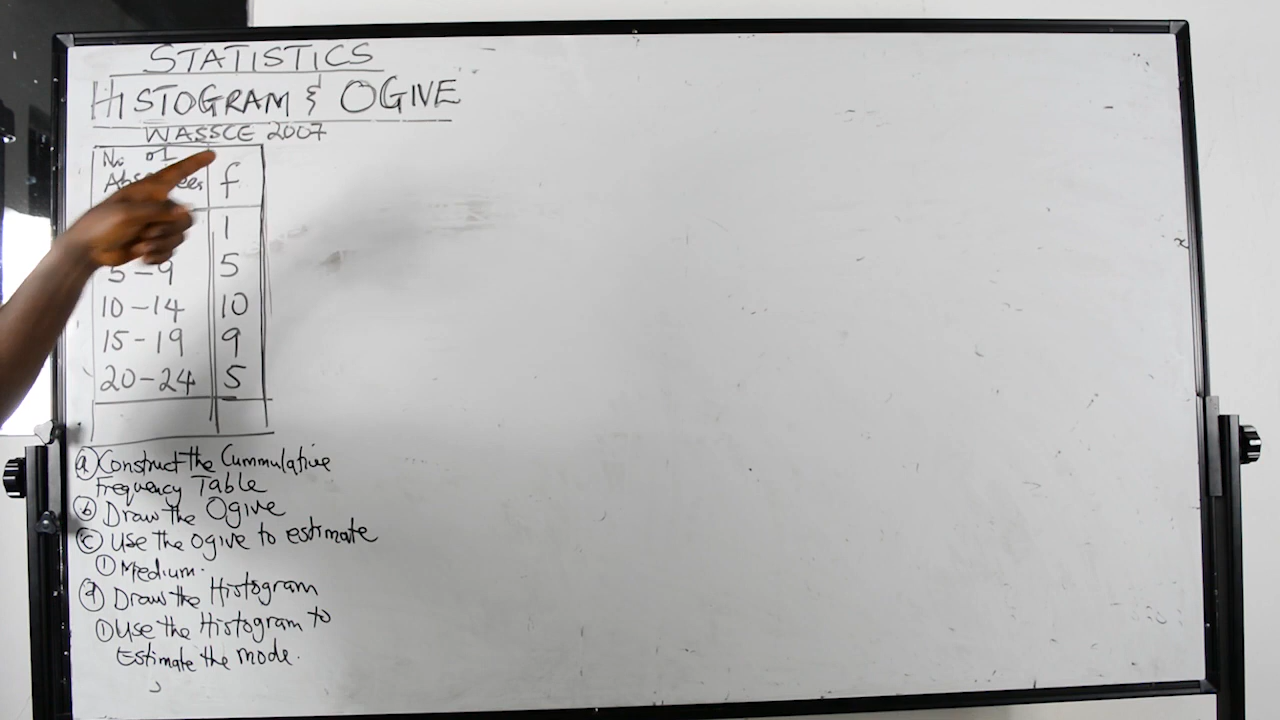 STATISTICS
HISTOGRAM & OGIVE
WASSCE 2007
No of
f
1
5-9 5
10-14 10
15-19 9
20-24 5
(a) Construct the Cummulative
Frequency Table
(b) Draw the Ogive
(c) Use the ogive to estimate
(1) Medium.
(d) Draw the Histogram
(1) Use the Histogram to
Estimate the mode.